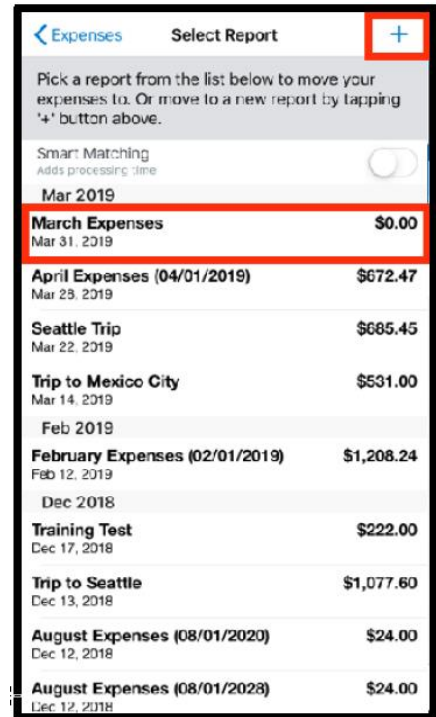 Expenses Select Report +
Pick a report from the list below to move your
expenses to. Or move to a new report by tapping
'+' button above.
Smart Matching
Adds processing time
Mar 2019
March Expenses $0.00
Mar 31, 2019
April Expenses (04/01/2019) $672.47
Mar 28, 2019
Seattle Trip $685.45
Mar 22, 2019
Trip to Mexico City $531.00
Mar 14, 2019
Feb 2019
February Expenses (02/01/2019) $1,208.24
Feb 12, 2019
Dec 2018
Training Test $222.00
Dec 17, 2018
Trip to Seattle $1,077.60
Dec 13, 2018
August Expenses (08/01/2020) $24.00
Dec 12, 2018
August Expenses (08/01/2028) $24.00
Dec 12, 2018